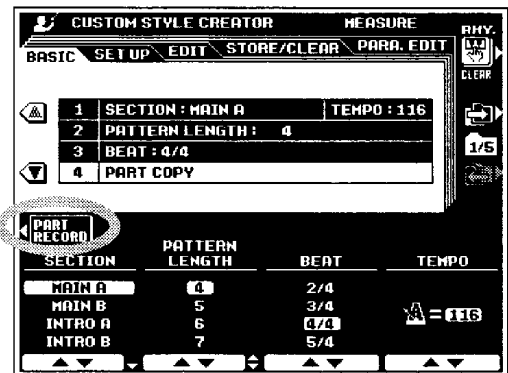 CUSTOM STYLE CREATOR MEASURE RHY.
BASIC SETUP EDIT STORE/CLEAR PARA. EDIT
CLEAR
1 SECTION : MAIN A TEMPO : 116
2 PATTERN LENGTH : 4
3 BEAT : 4/4
1/5
4 PART COPY
PART
RECORD
PATTERN
SECTION LENGTH BEAT TEMPO
MAIN A 4 2/4
MAIN B 5 3/4
INTRO A 6 4/4 = 116
INTRO B 7 5/4